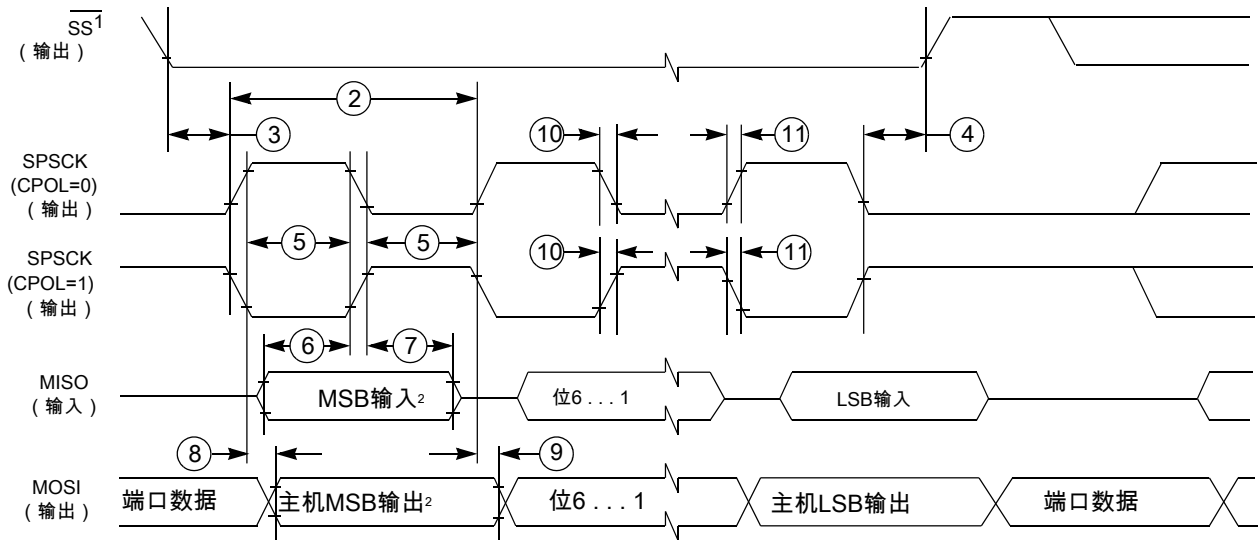 SS1
( 输出 )
②
③
⑩
⑪
④
SPSCK
(CPOL=0)
( 输出 )
⑤
⑤
⑩
⑪
SPSCK
(CPOL=1)
( 输出 )
⑥
⑦
MISO
( 输入 )
MSB输入2
位6 . . . 1
LSB输入
⑧
⑨
MOSI
( 输出 )
端口数据
主机MSB输出2
位6 . . . 1
主机LSB输出
端口数据